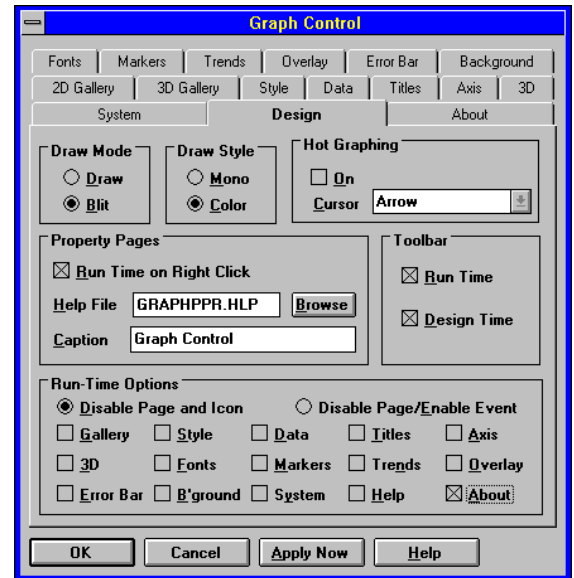 Graph Control
Fonts Markers Trends Overlay Error Bar Background
2D Gallery 3D Gallery Style Data Titles Axis 3D
System Design About
Draw Mode Draw Style Hot Graphing
Draw Mono On
Blit Color Cursor Arrow
Property Pages Toolbar
Run Time on Right Click Run Time
Help File GRAPHPPR.HLP Browse Design Time
Caption Graph Control
Run-Time Options
Disable Page and Icon Disable Page/Enable Event
Gallery Style Data Titles Axis
3D Fonts Markers Trends Overlay
Error Bar B'ground System Help About
OK Cancel Apply Now Help